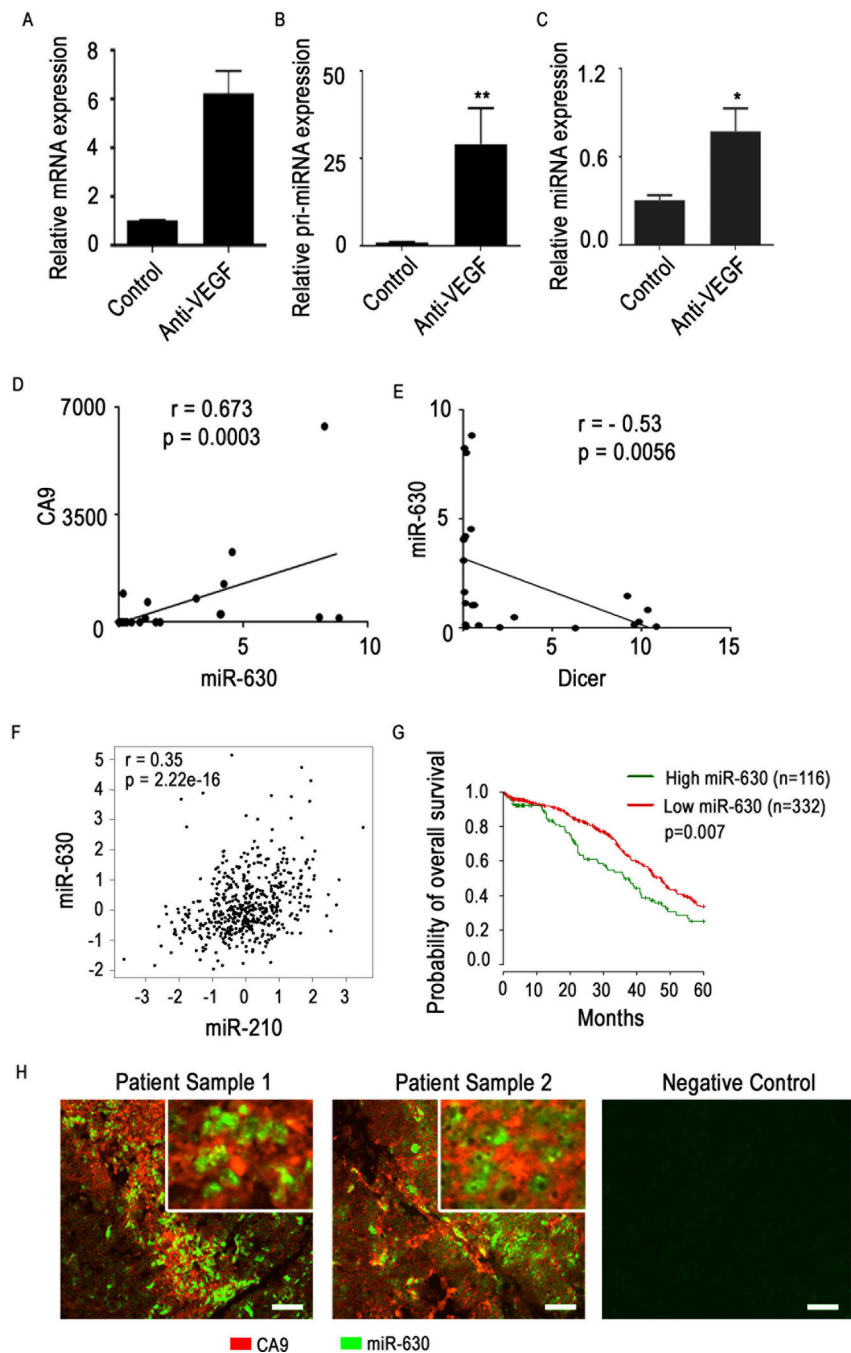 A
Relative mRNA expression
8
6
4
2
0
Control
Anti-VEGF
B
Relative pri-miRNA expression
50
25
0
**
Control
Anti-VEGF
C
Relative miRNA expression
1.2
0.6
0.0
*
Control
Anti-VEGF
D
r = 0.673
p = 0.0003
CA9
7000
3500
0
5
10
miR-630
E
r = - 0.53
p = 0.0056
miR-630
10
5
0
5
10
15
Dicer
F
r = 0.35
p = 2.22e-16
miR-630
5
4
3
2
1
0
-1
-2
-3 -2 -1 0 1 2 3
miR-210
G
High miR-630 (n=116)
Low miR-630 (n=332)
p=0.007
Probability of overall survival
1.0
0.8
0.6
0.4
0.2
0.0
0 10 20 30 40 50 60
Months
H
Patient Sample 1
Patient Sample 2
Negative Control
CA9
miR-630